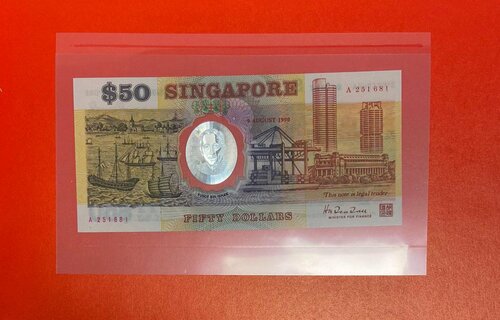 $50 SINGAPORE
A 251681
9 AUGUST 1990
"This note is legal tender"
A 251681
FIFTY DOLLARS
MINISTER FOR FINANCE